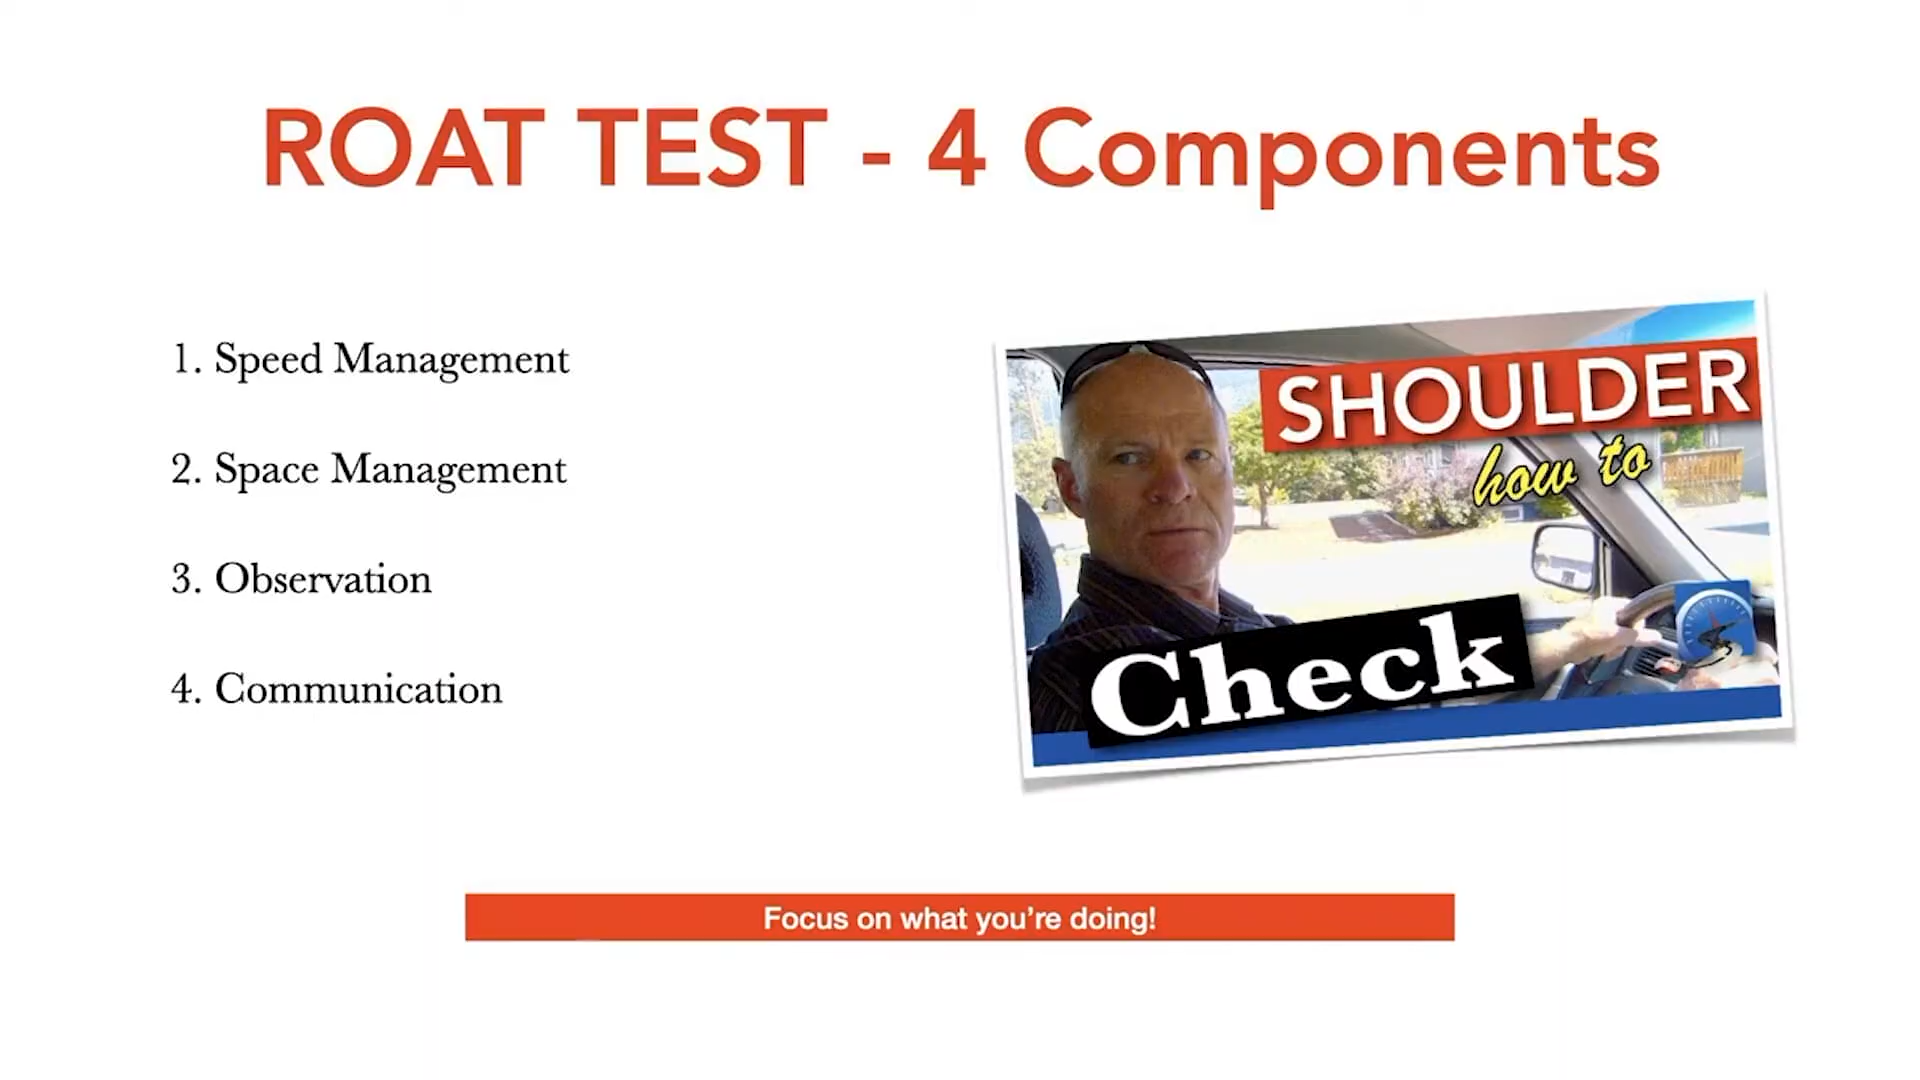 ROAT TEST - 4 Components
1. Speed Management
2. Space Management
3. Observation
4. Communication
SHOULDER
how to
Check
Focus on what you're doing!